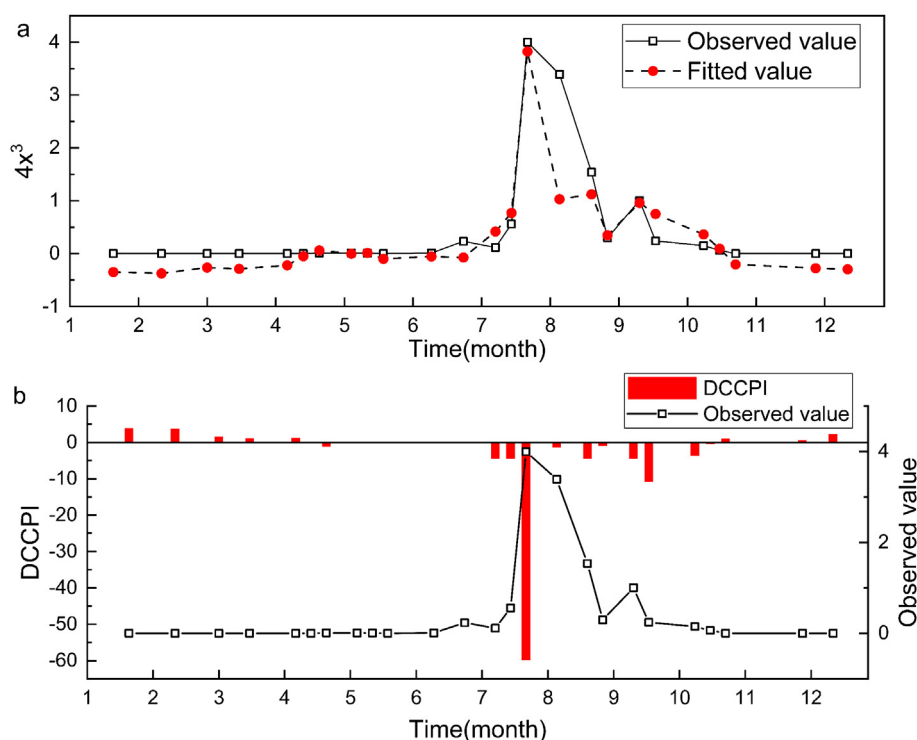 a
Observed value
Fitted value
4x³
4
3
2
1
0
-1
1 2 3 4 5 6 7 8 9 10 11 12
Time(month)
b
DCCPI
Observed value
DCCPI
10
0
-10
-20
-30
-40
-50
-60
4
2
0
Observed value
1 2 3 4 5 6 7 8 9 10 11 12
Time(month)